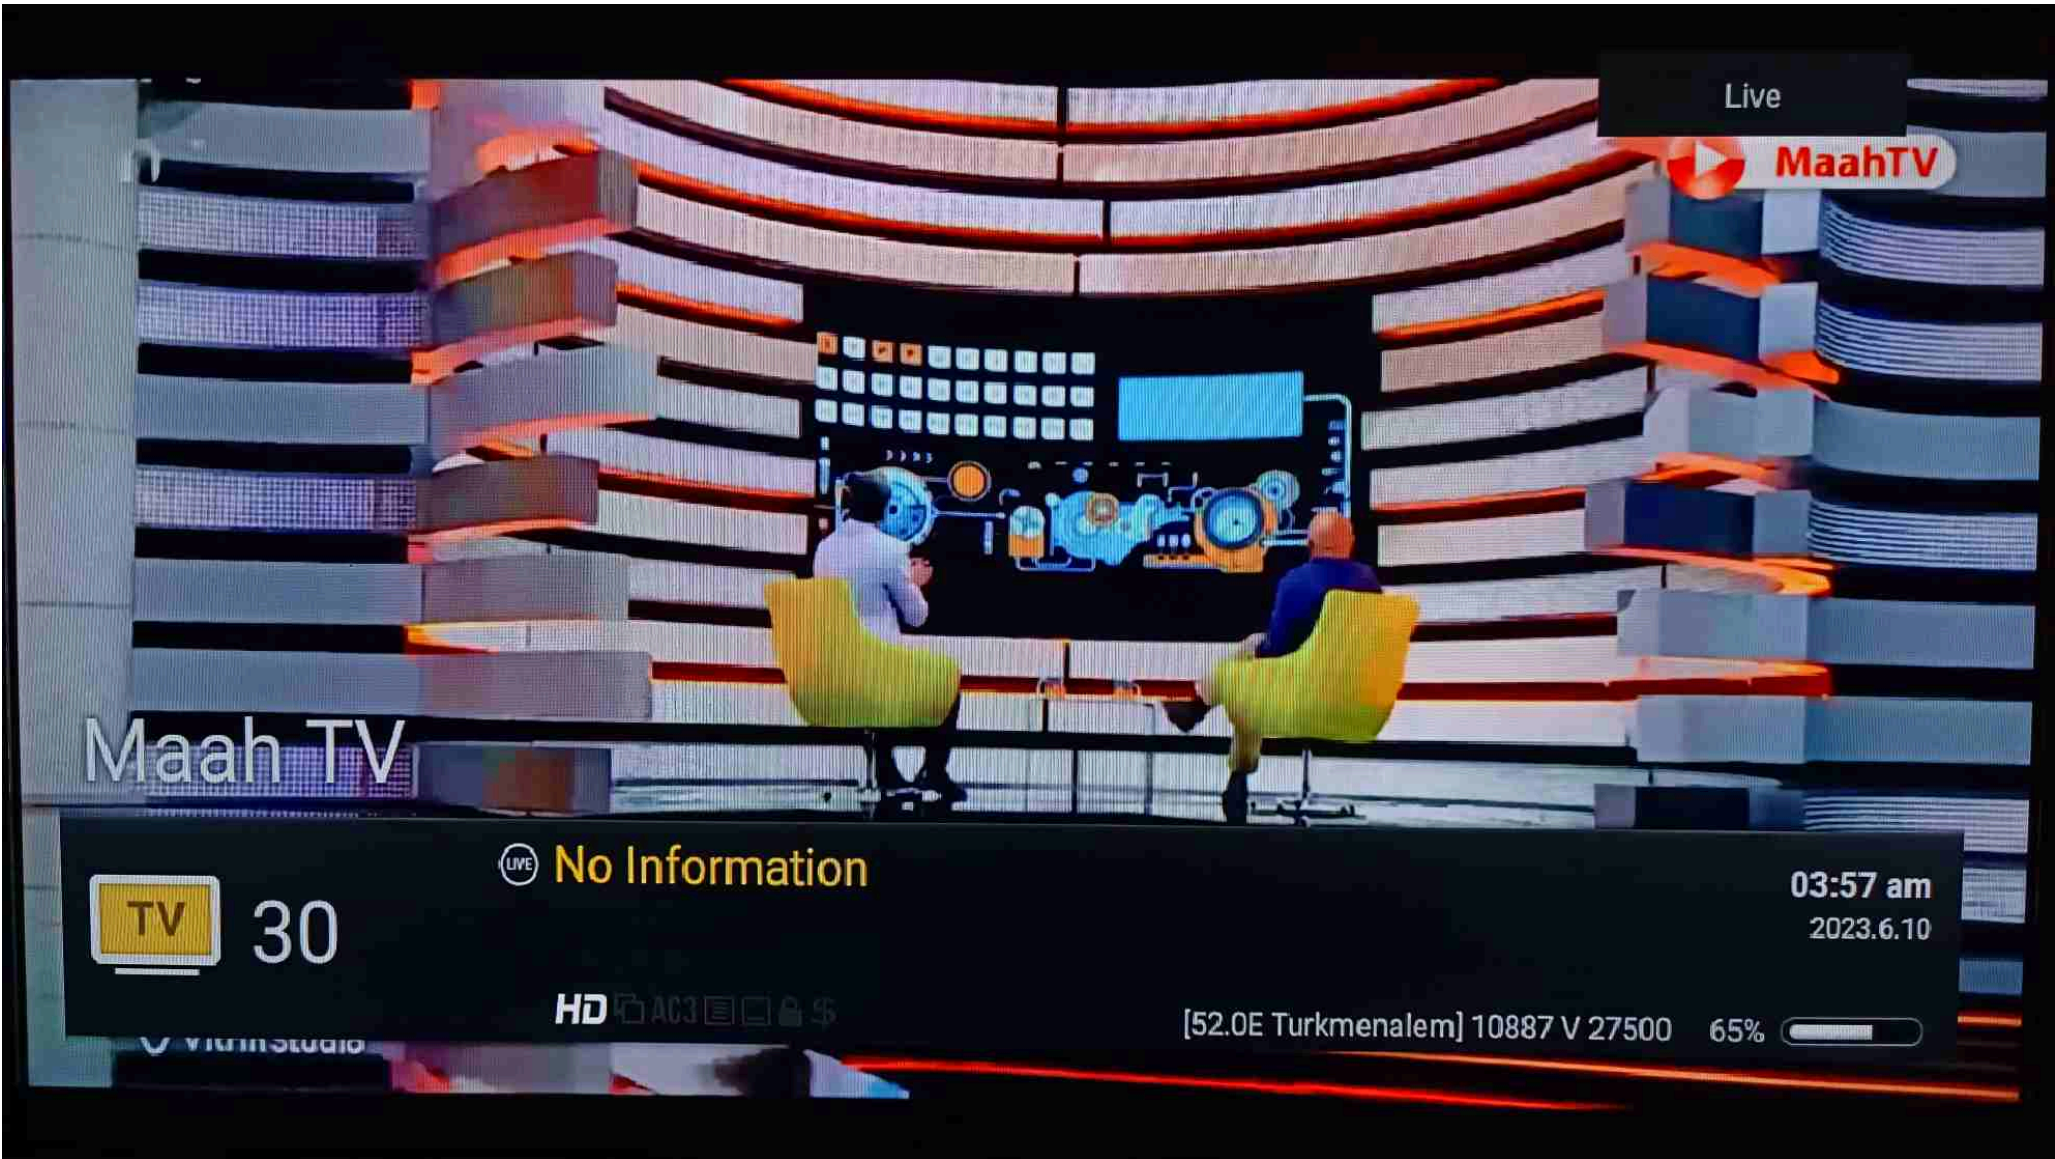 Live
MaahTV
Maah TV
LIVE No Information
TV 30
03:57 am
2023.6.10
HD AC3 $
[52.0E Turkmenalem] 10887 V 27500 65%